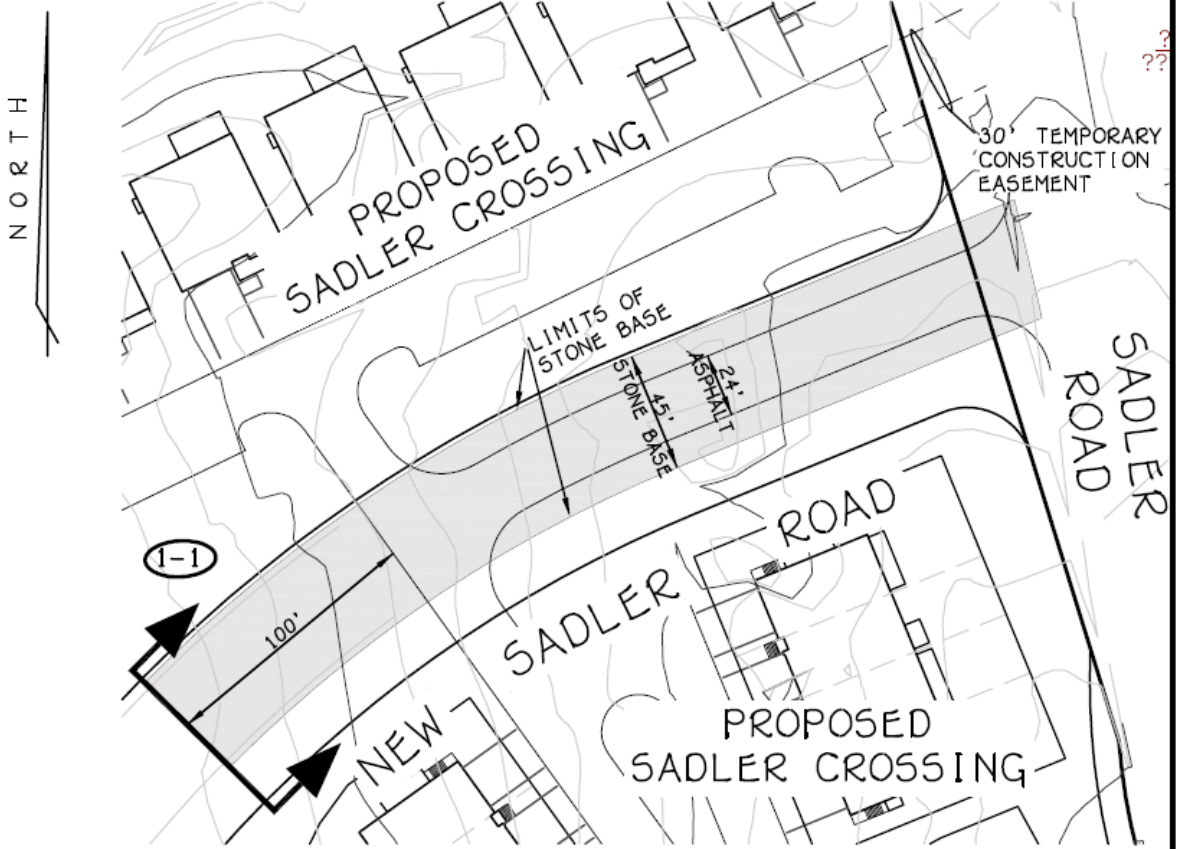 NORTH
?
??
30' TEMPORARY
CONSTRUCTION
EASEMENT
PROPOSED
SADLER CROSSING
LIMITS OF
STONE BASE
24'
ASPHALT
45'
STONE BASE
SADLER
ROAD
1-1
100'
NEW SADLER ROAD
PROPOSED
SADLER CROSSING